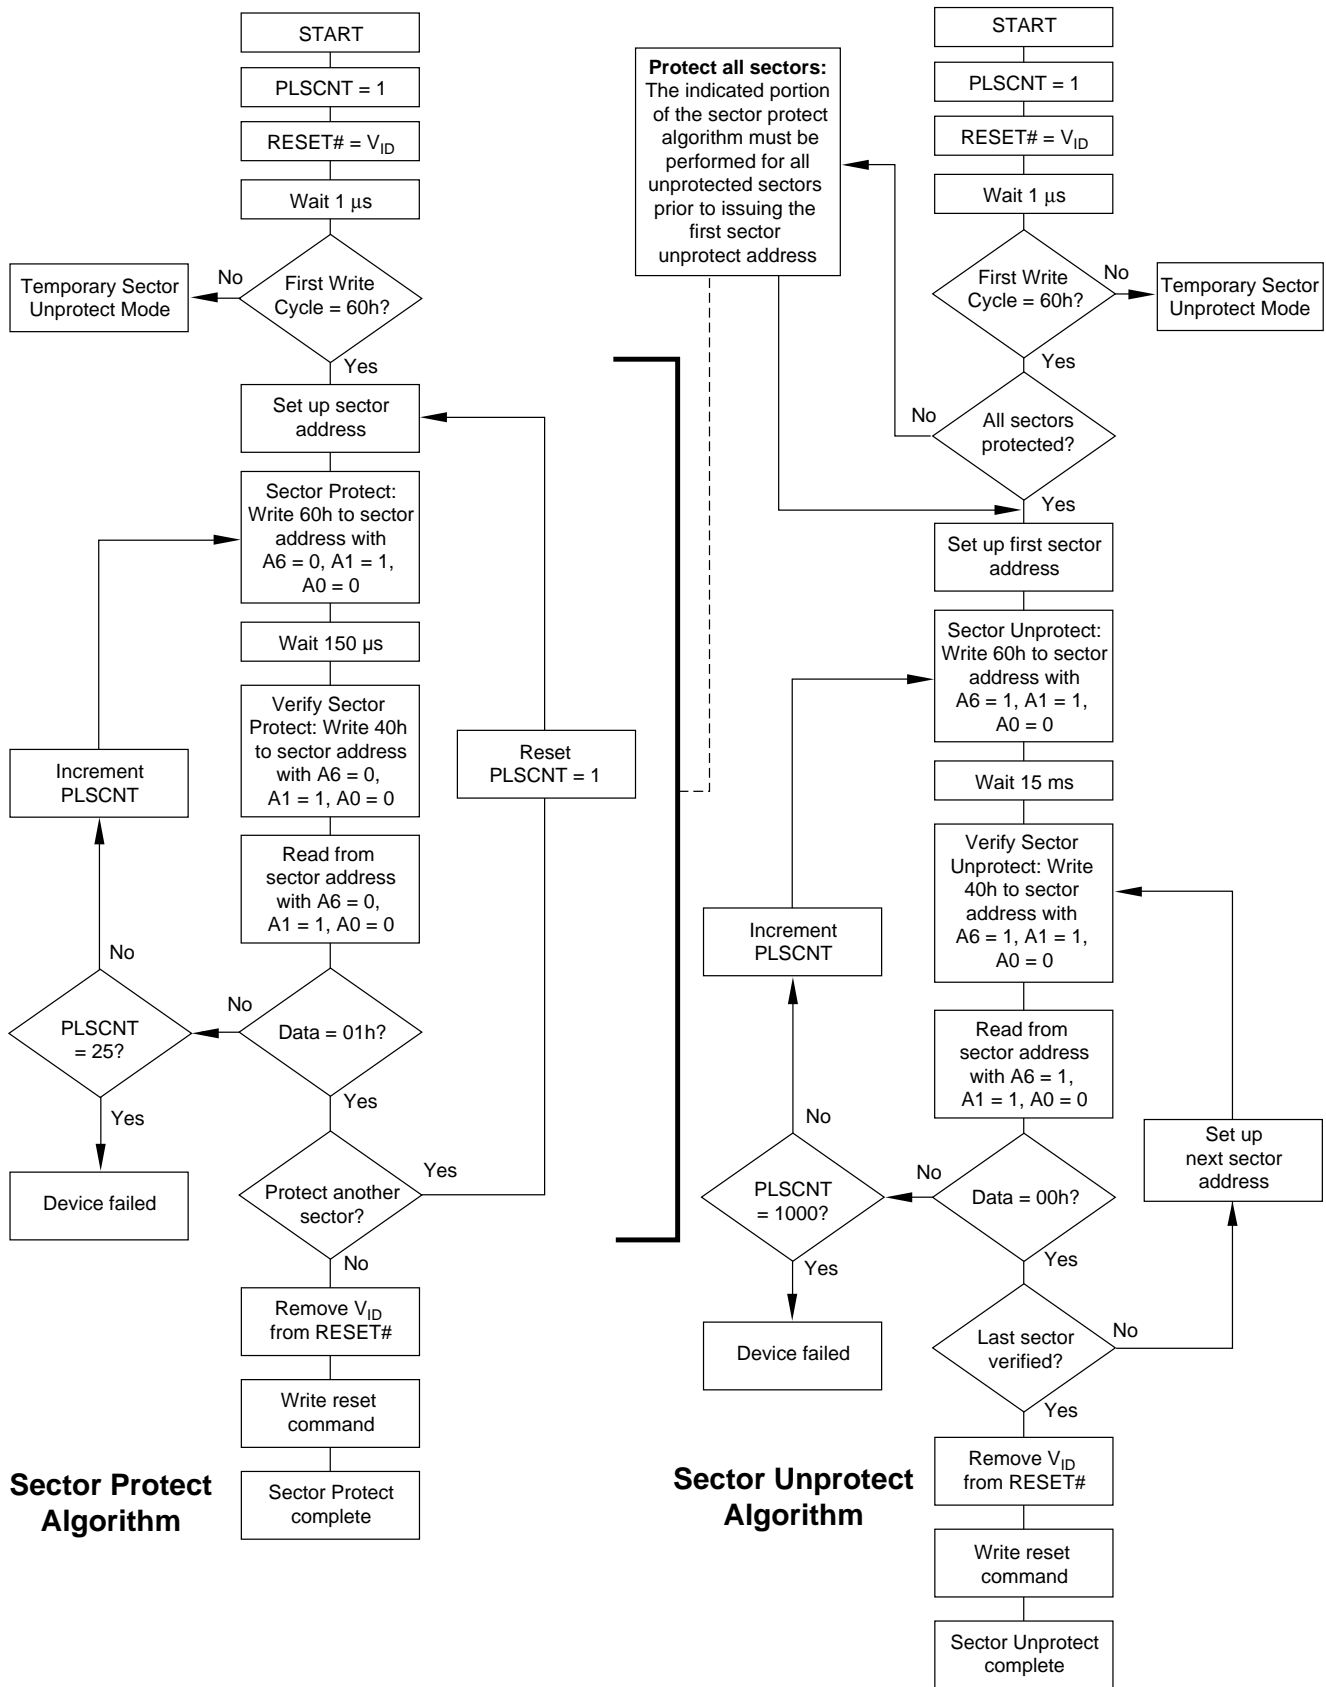 START
PLSCNT = 1
RESET# = VID
Wait 1 μs
First Write
Cycle = 60h?
No
Temporary Sector
Unprotect Mode
Yes
Set up sector
address
Sector Protect:
Write 60h to sector
address with
A6 = 0, A1 = 1,
A0 = 0
Wait 150 µs
Verify Sector
Protect: Write 40h
to sector address
with A6 = 0,
A1 = 1, A0 = 0
Reset
PLSCNT = 1
Increment
PLSCNT
Read from
sector address
with A6 = 0,
A1 = 1, A0 = 0
No
No
Data = 01h?
PLSCNT
= 25?
Yes
Yes
Device failed
Protect another
sector?
Yes
No
Remove VID
from RESET#
Write reset
command
Sector Protect
complete
Sector Protect
Algorithm
Protect all sectors:
The indicated portion
of the sector protect
algorithm must be
performed for all
unprotected sectors
prior to issuing the
first sector
unprotect address
START
PLSCNT = 1
RESET# = VID
Wait 1 μs
First Write
Cycle = 60h?
No
Temporary Sector
Unprotect Mode
Yes
No
All sectors
protected?
Yes
Set up first sector
address
Sector Unprotect:
Write 60h to sector
address with
A6 = 1, A1 = 1,
A0 = 0
Wait 15 ms
Verify Sector
Unprotect: Write
40h to sector
address with
A6 = 1, A1 = 1,
A0 = 0
Increment
PLSCNT
Read from
sector address
with A6 = 1,
A1 = 1, A0 = 0
No
No
Data = 00h?
PLSCNT
= 1000?
Set up
next sector
address
Yes
Yes
Device failed
Last sector
verified?
No
Yes
Remove VID
from RESET#
Write reset
command
Sector Unprotect
complete
Sector Unprotect
Algorithm